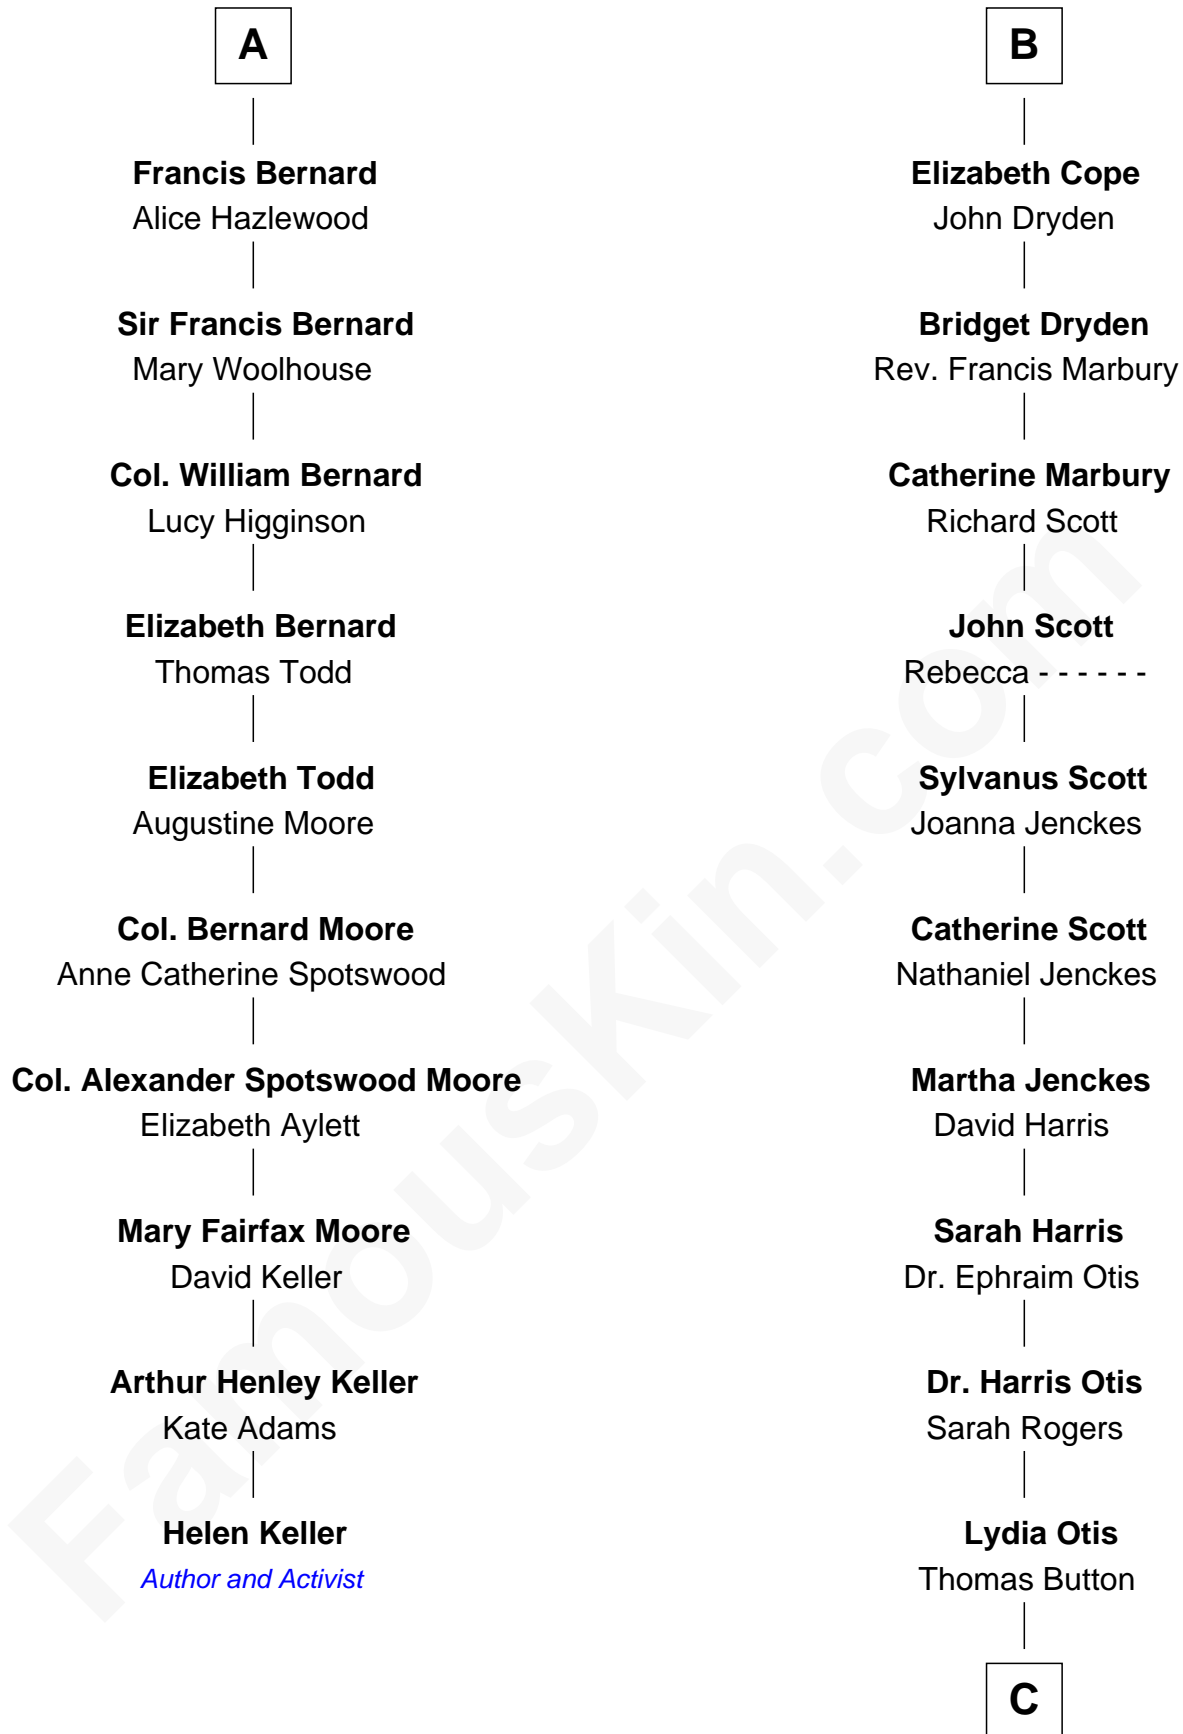 A
Francis Bernard
Alice Hazlewood
Sir Francis Bernard
Mary Woolhouse
Col. William Bernard
Lucy Higginson
Elizabeth Bernard
Thomas Todd
Elizabeth Todd
Augustine Moore
Col. Bernard Moore
Anne Catherine Spotswood
Col. Alexander Spotswood Moore
Elizabeth Aylett
Mary Fairfax Moore
David Keller
Arthur Henley Keller
Kate Adams
Helen Keller
Author and Activist
B
Elizabeth Cope
John Dryden
Bridget Dryden
Rev. Francis Marbury
Catherine Marbury
Richard Scott
John Scott
Rebecca - - - - - -
Sylvanus Scott
Joanna Jenckes
Catherine Scott
Nathaniel Jenckes
Martha Jenckes
David Harris
Sarah Harris
Dr. Ephraim Otis
Dr. Harris Otis
Sarah Rogers
Lydia Otis
Thomas Button
C
FamousKin.com